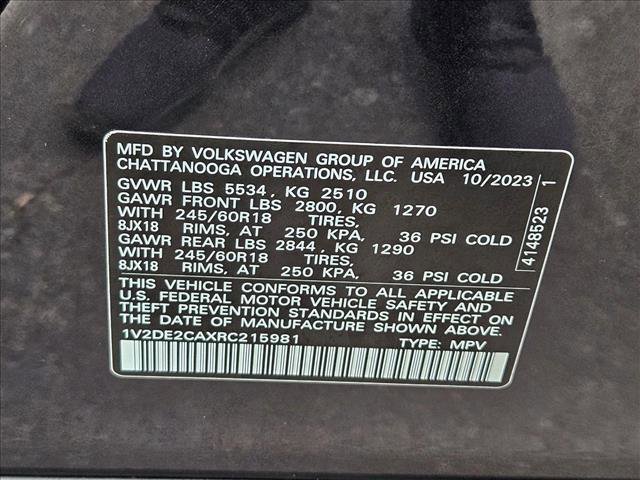 MFD BY VOLKSWAGEN GROUP OF AMERICA
CHATTANOOGA OPERATIONS, LLC. USA 10/2023
GVWR LBS 5534, KG 2510
GAWR FRONT LBS 2800, KG 1270
WITH 245/60R18 TIRES,
8JX18 RIMS, AT 250 KPA, 36 PSI COLD
GAWR REAR LBS 2844, KG 1290
WITH 245/60R18 TIRES,
8JX18 RIMS, AT 250 KPA, 36 PSI COLD
THIS VEHICLE CONFORMS TO ALL APPLICABLE
U.S. FEDERAL MOTOR VEHICLE SAFETY AND
THEFT PREVENTION STANDARDS IN EFFECT ON
THE DATE OF MANUFACTURE SHOWN ABOVE.
1V2DE2CAXRC215981 TYPE: MPV
4148523 1